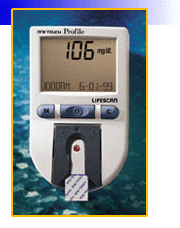 ONE TOUCH Profile
106 mg/dL
10:00AM 6-01-99
LIFESCAN
M C